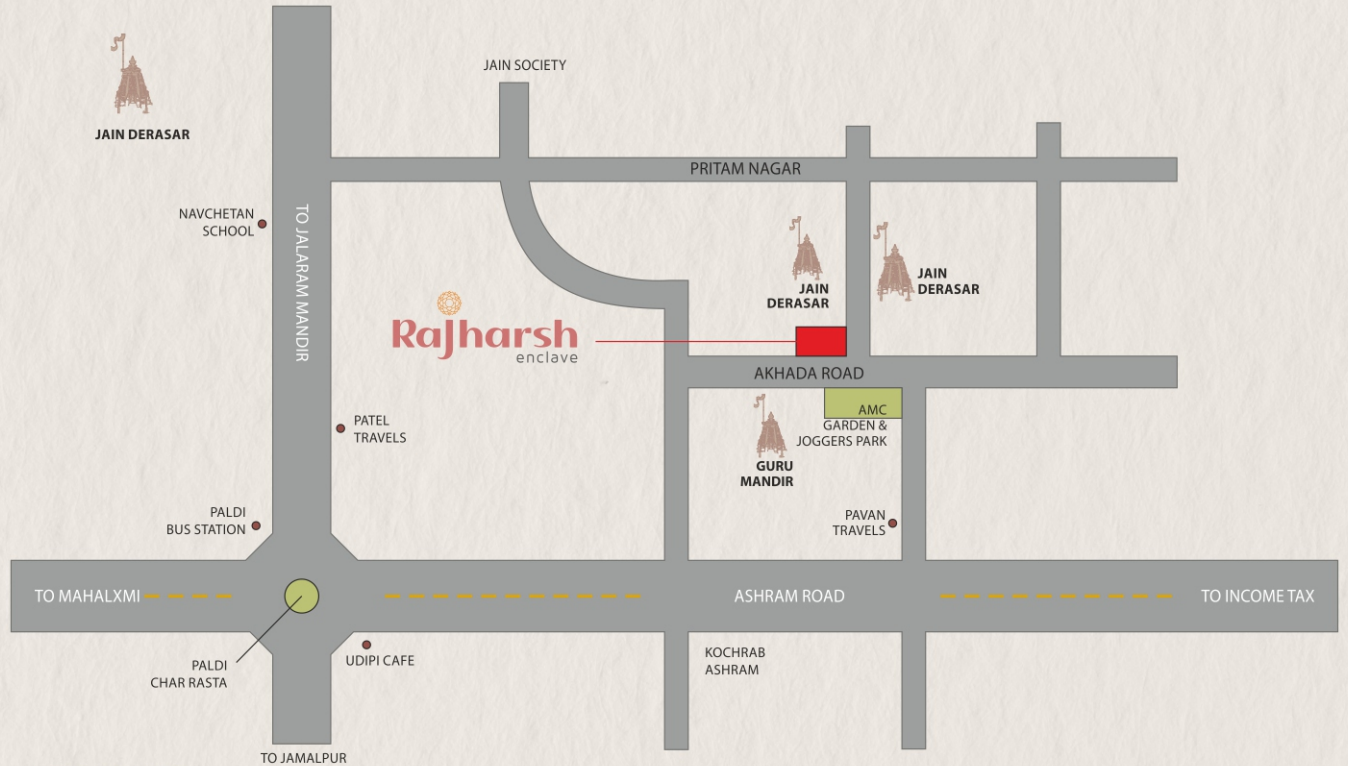 JAIN SOCIETY
JAIN DERASAR
PRITAM NAGAR
NAVCHETAN
SCHOOL
TO JALARAM MANDIR
JAIN
DERASAR
JAIN
DERASAR
RaJharsh
enclave
AKHADA ROAD
PATEL
TRAVELS
AMC
GARDEN &
JOGGERS PARK
GURU
MANDIR
PALDI
BUS STATION
PAVAN
TRAVELS
TO MAHALXMI
ASHRAM ROAD
TO INCOME TAX
PALDI
CHAR RASTA
UDIPI CAFE
KOCHRAB
ASHRAM
TO JAMALPUR